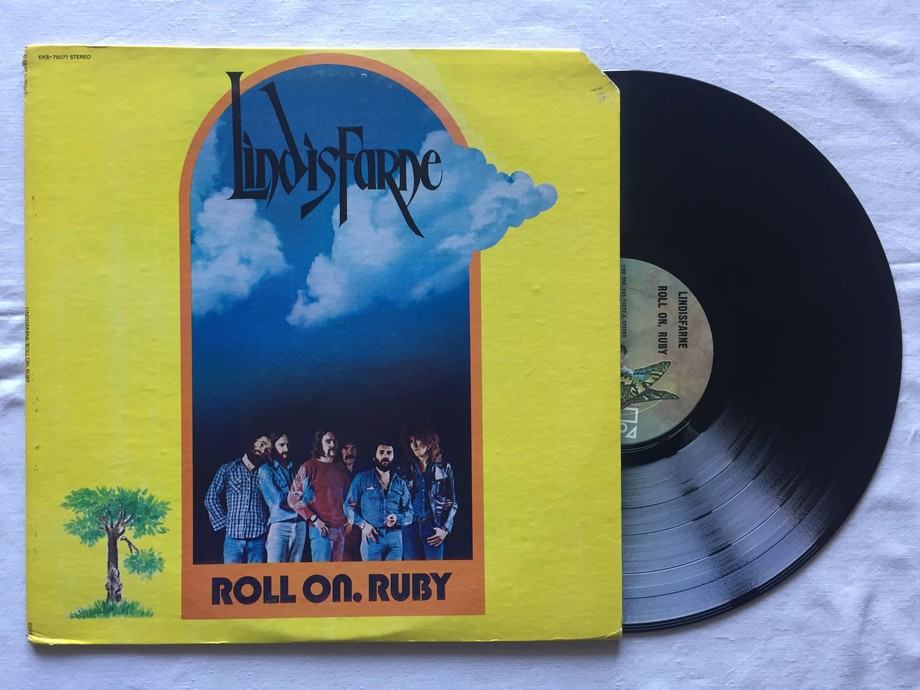 EKS-75077 STEREO
Lindisfarne
ROLL ON, RUBY
LINDISFARNE/ROLL ON, RUBY
LINDISFARNE
ROLL ON, RUBY